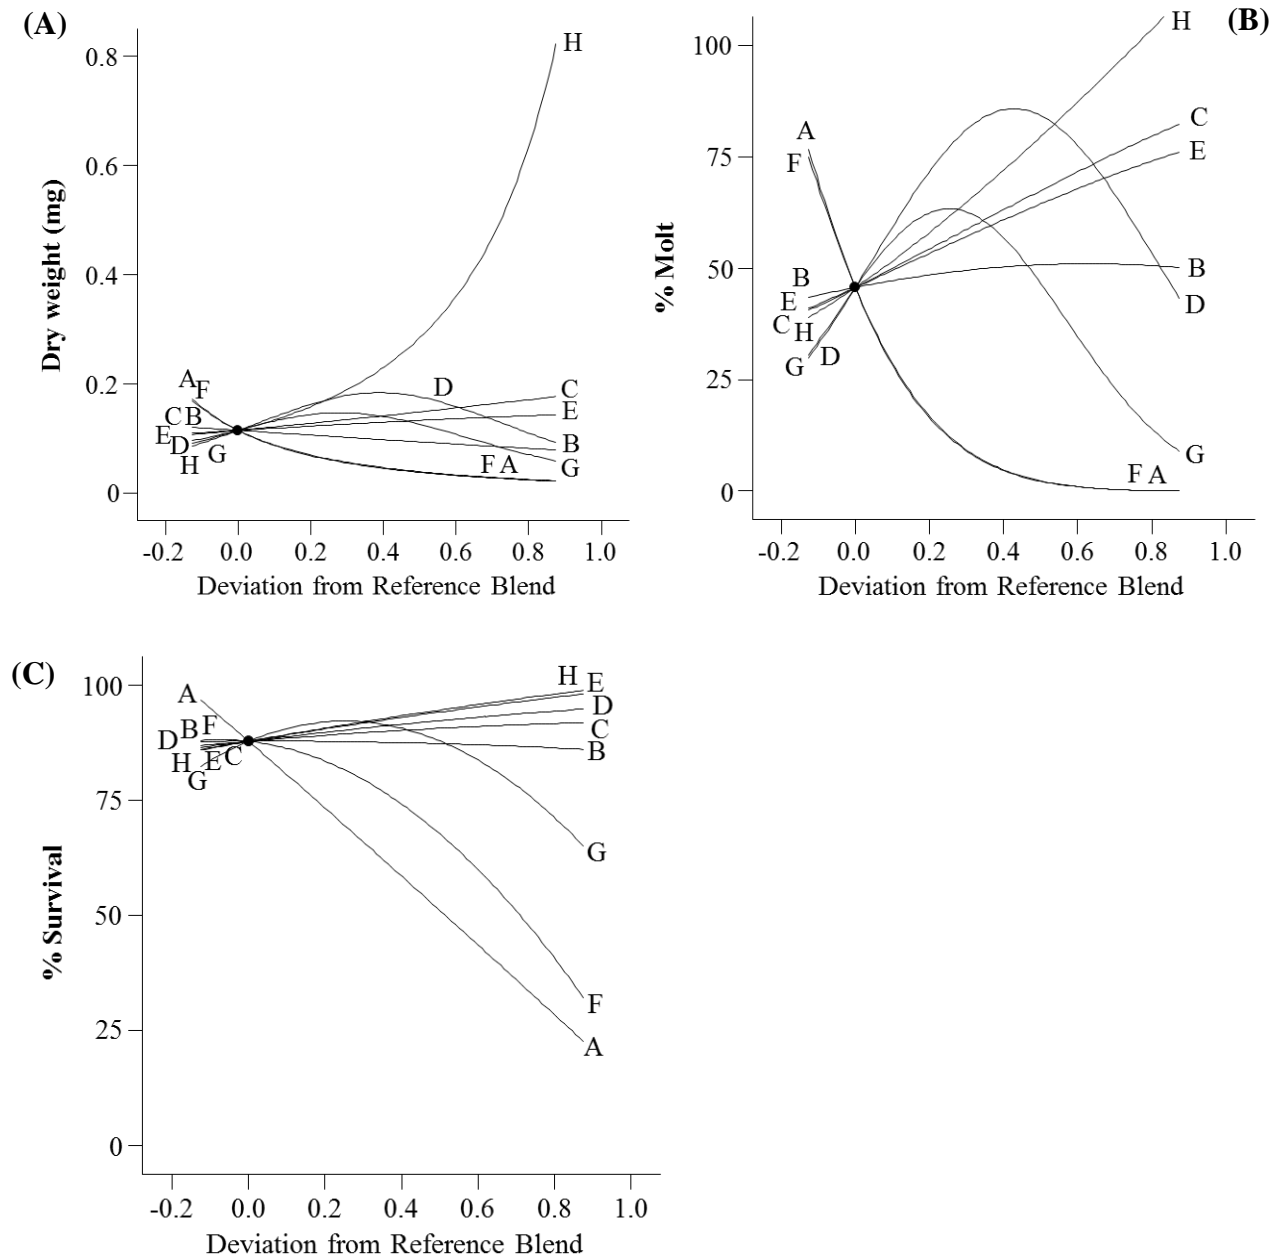 (A)
Dry weight (mg)
0.8
0.6
0.4
0.2
0
H
A
F
D
C
C B
E
E
D
G
B
H
F A
G
-0.2 0.0 0.2 0.4 0.6 0.8 1.0
Deviation from Reference Blend
(B)
% Molt
100
75
50
25
0
H
A
C
F
E
B
B
E
D
C H
D
G
G
F A
-0.2 0.0 0.2 0.4 0.6 0.8 1.0
Deviation from Reference Blend
(C)
% Survival
100
75
50
25
0
H E
A
D
B F
D
C
B
H E C
G
G
F
A
-0.2 0.0 0.2 0.4 0.6 0.8 1.0
Deviation from Reference Blend